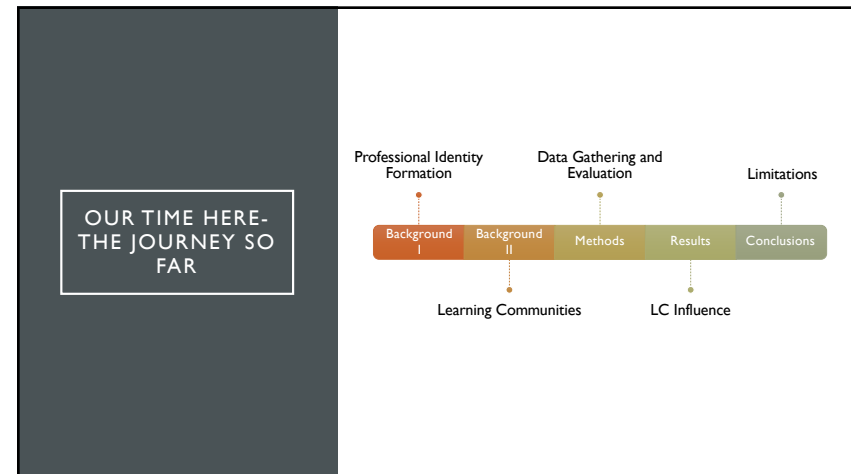 OUR TIME HERE-
THE JOURNEY SO
FAR
Professional Identity
Formation
Data Gathering and
Evaluation
Limitations
Background
I
Background
II
Methods
Results
Conclusions
Learning Communities
LC Influence